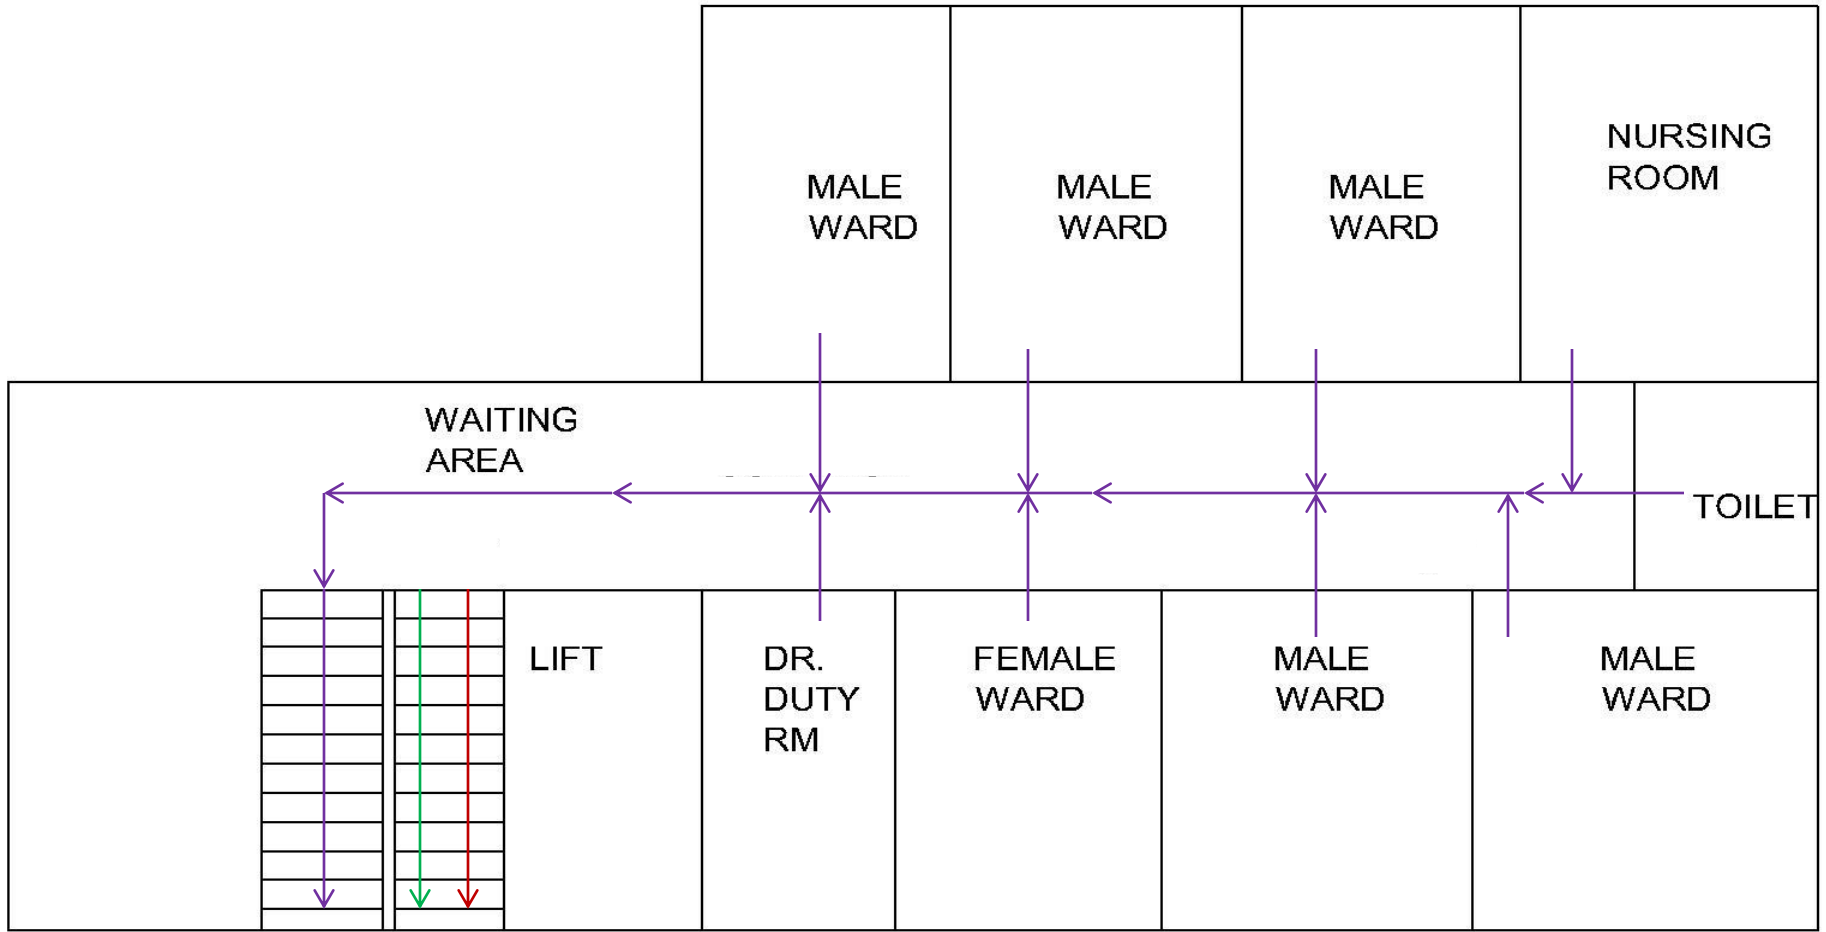 NURSING
ROOM
MALE
WARD
MALE
WARD
MALE
WARD
WAITING
AREA
TOILET
LIFT
DR.
DUTY
RM
FEMALE
WARD
MALE
WARD
MALE
WARD